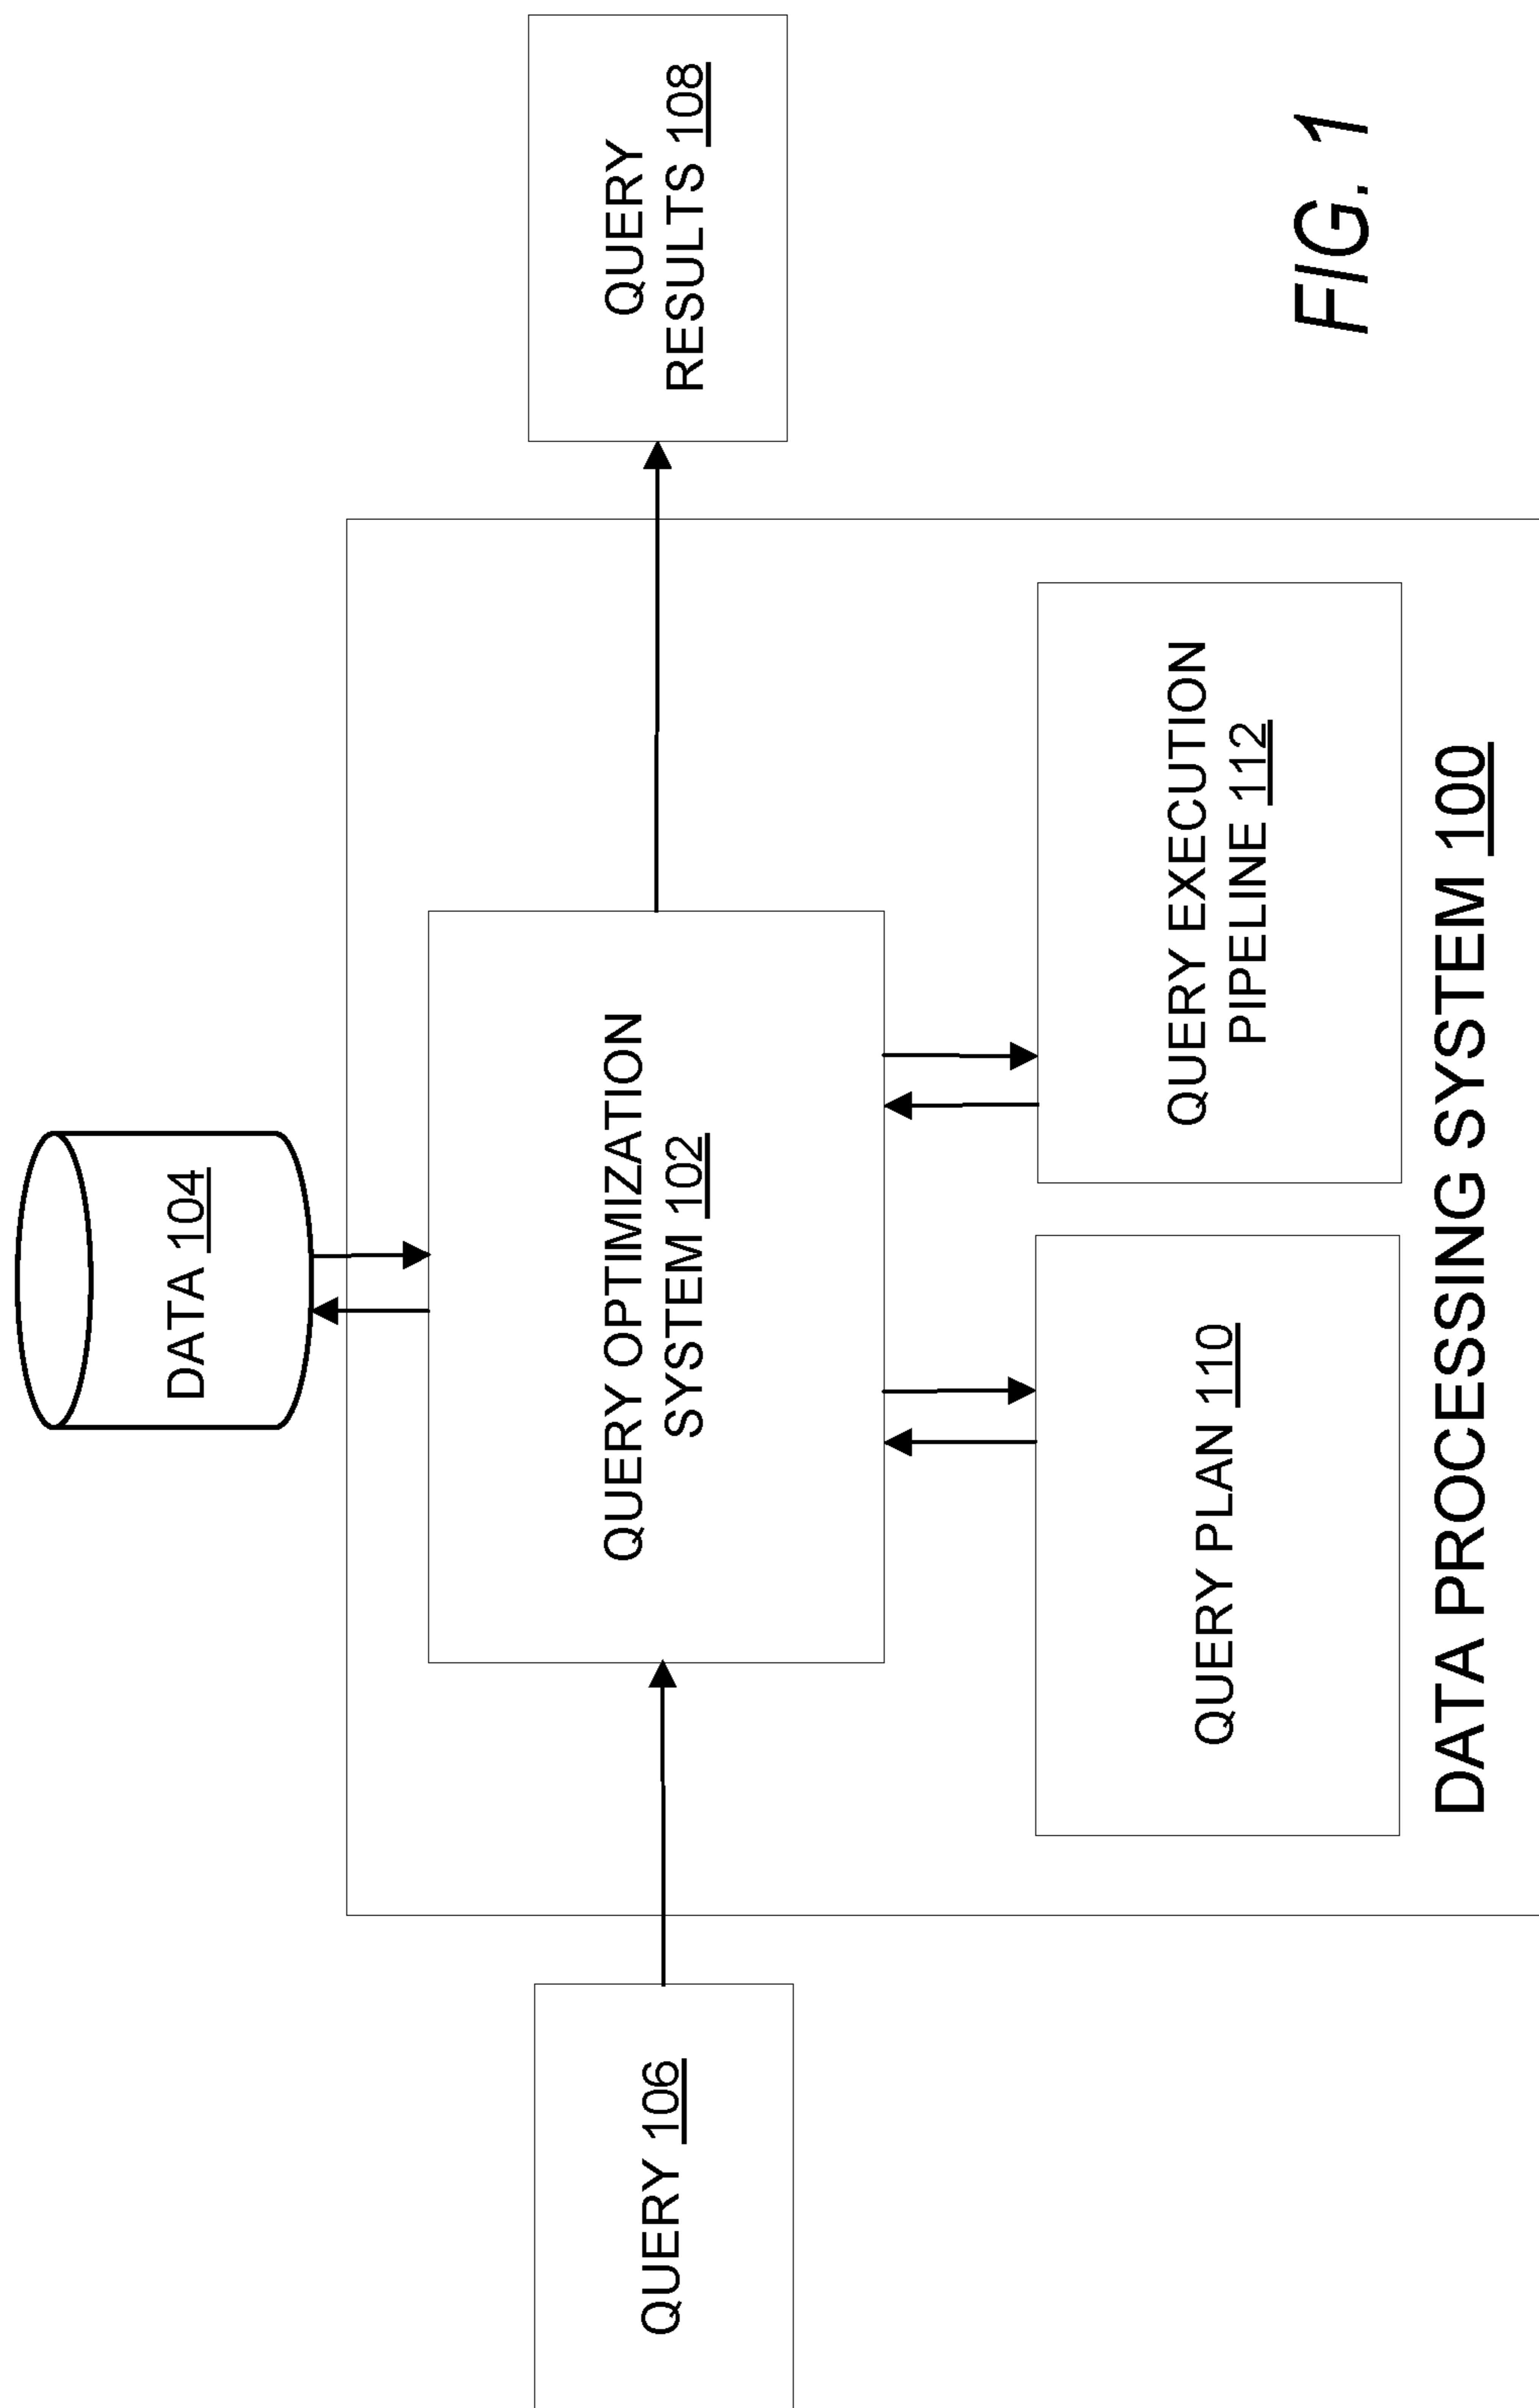 DATA 104
QUERY 106
QUERY OPTIMIZATION
SYSTEM 102
QUERY
RESULTS 108
QUERY PLAN 110
QUERY EXECUTION
PIPELINE 112
DATA PROCESSING SYSTEM 100
FIG. 1